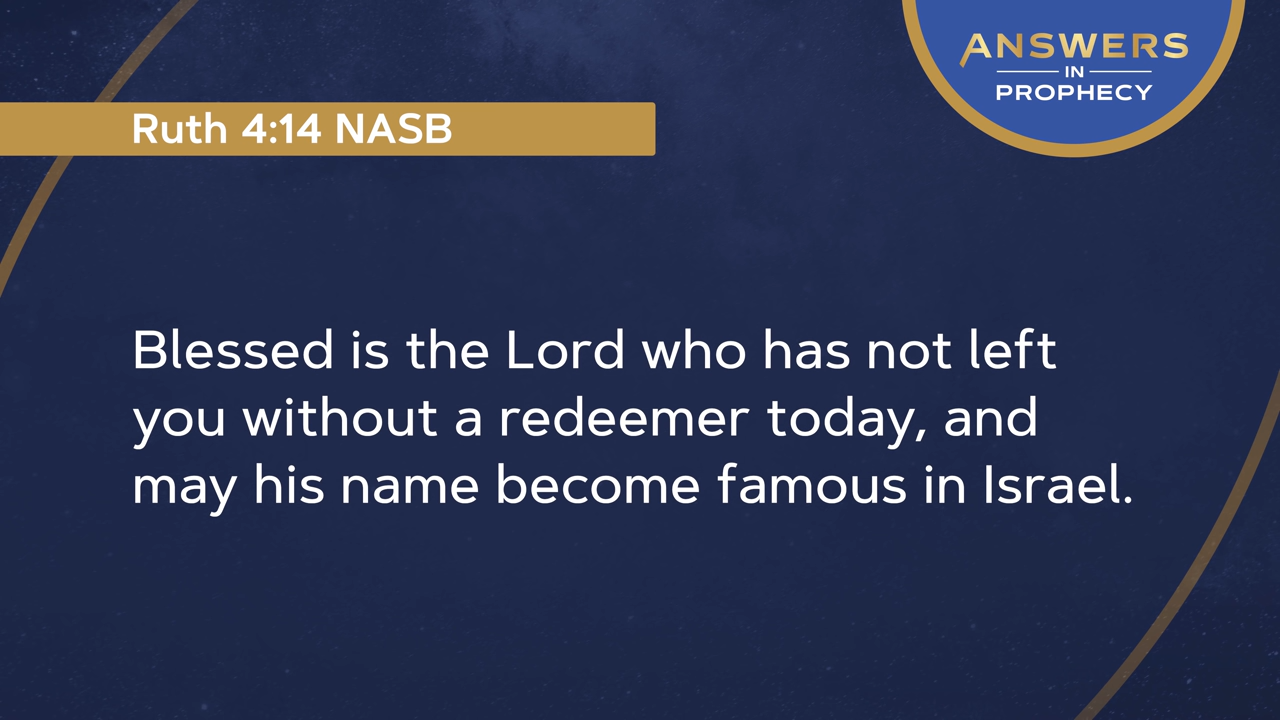 ANSWERS
IN
PROPHECY
Ruth 4:14 NASB
Blessed is the Lord who has not left
you without a redeemer today, and
may his name become famous in Israel.